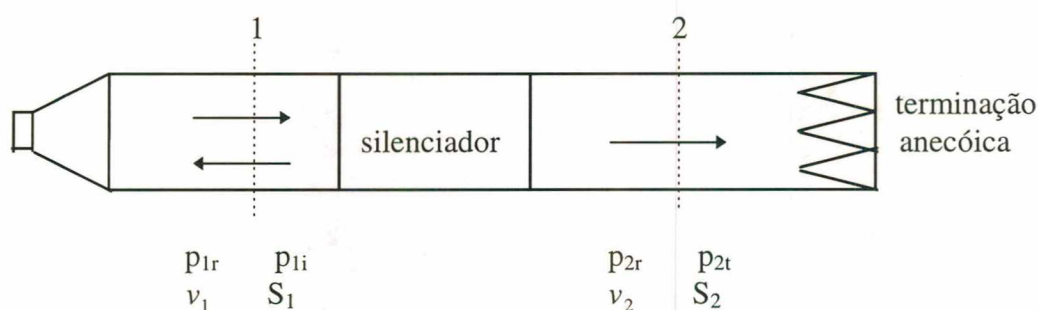 1 2
silenciador
terminação
anecóica
p1r p1i p2r p2t
v1 S1 v2 S2